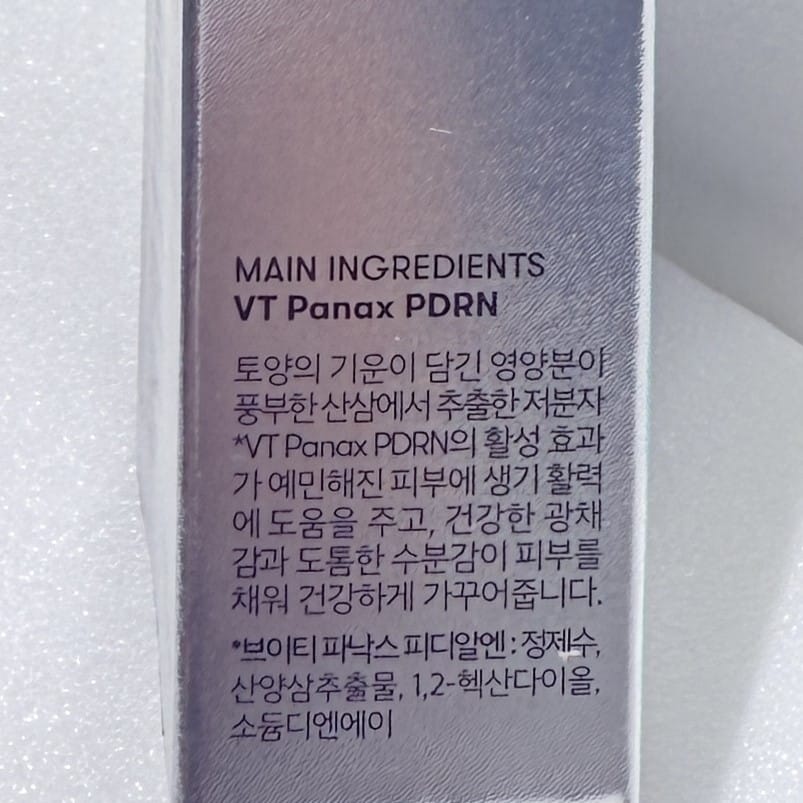 MAIN INGREDIENTS
VT Panax PDRN
토양의 기운이 담긴 영양분이
풍부한 산삼에서 추출한 저분자
*VT Panax PDRN의 활성 효과
가 예민해진 피부에 생기 활력
에 도움을 주고, 건강한 광채
감과 도톰한 수분감이 피부를
채워 건강하게 가꾸어줍니다.
*브이티 파낙스 피디알엔 : 정제수,
산양삼추출물, 1,2-헥산다이올,
소듐디엔에이